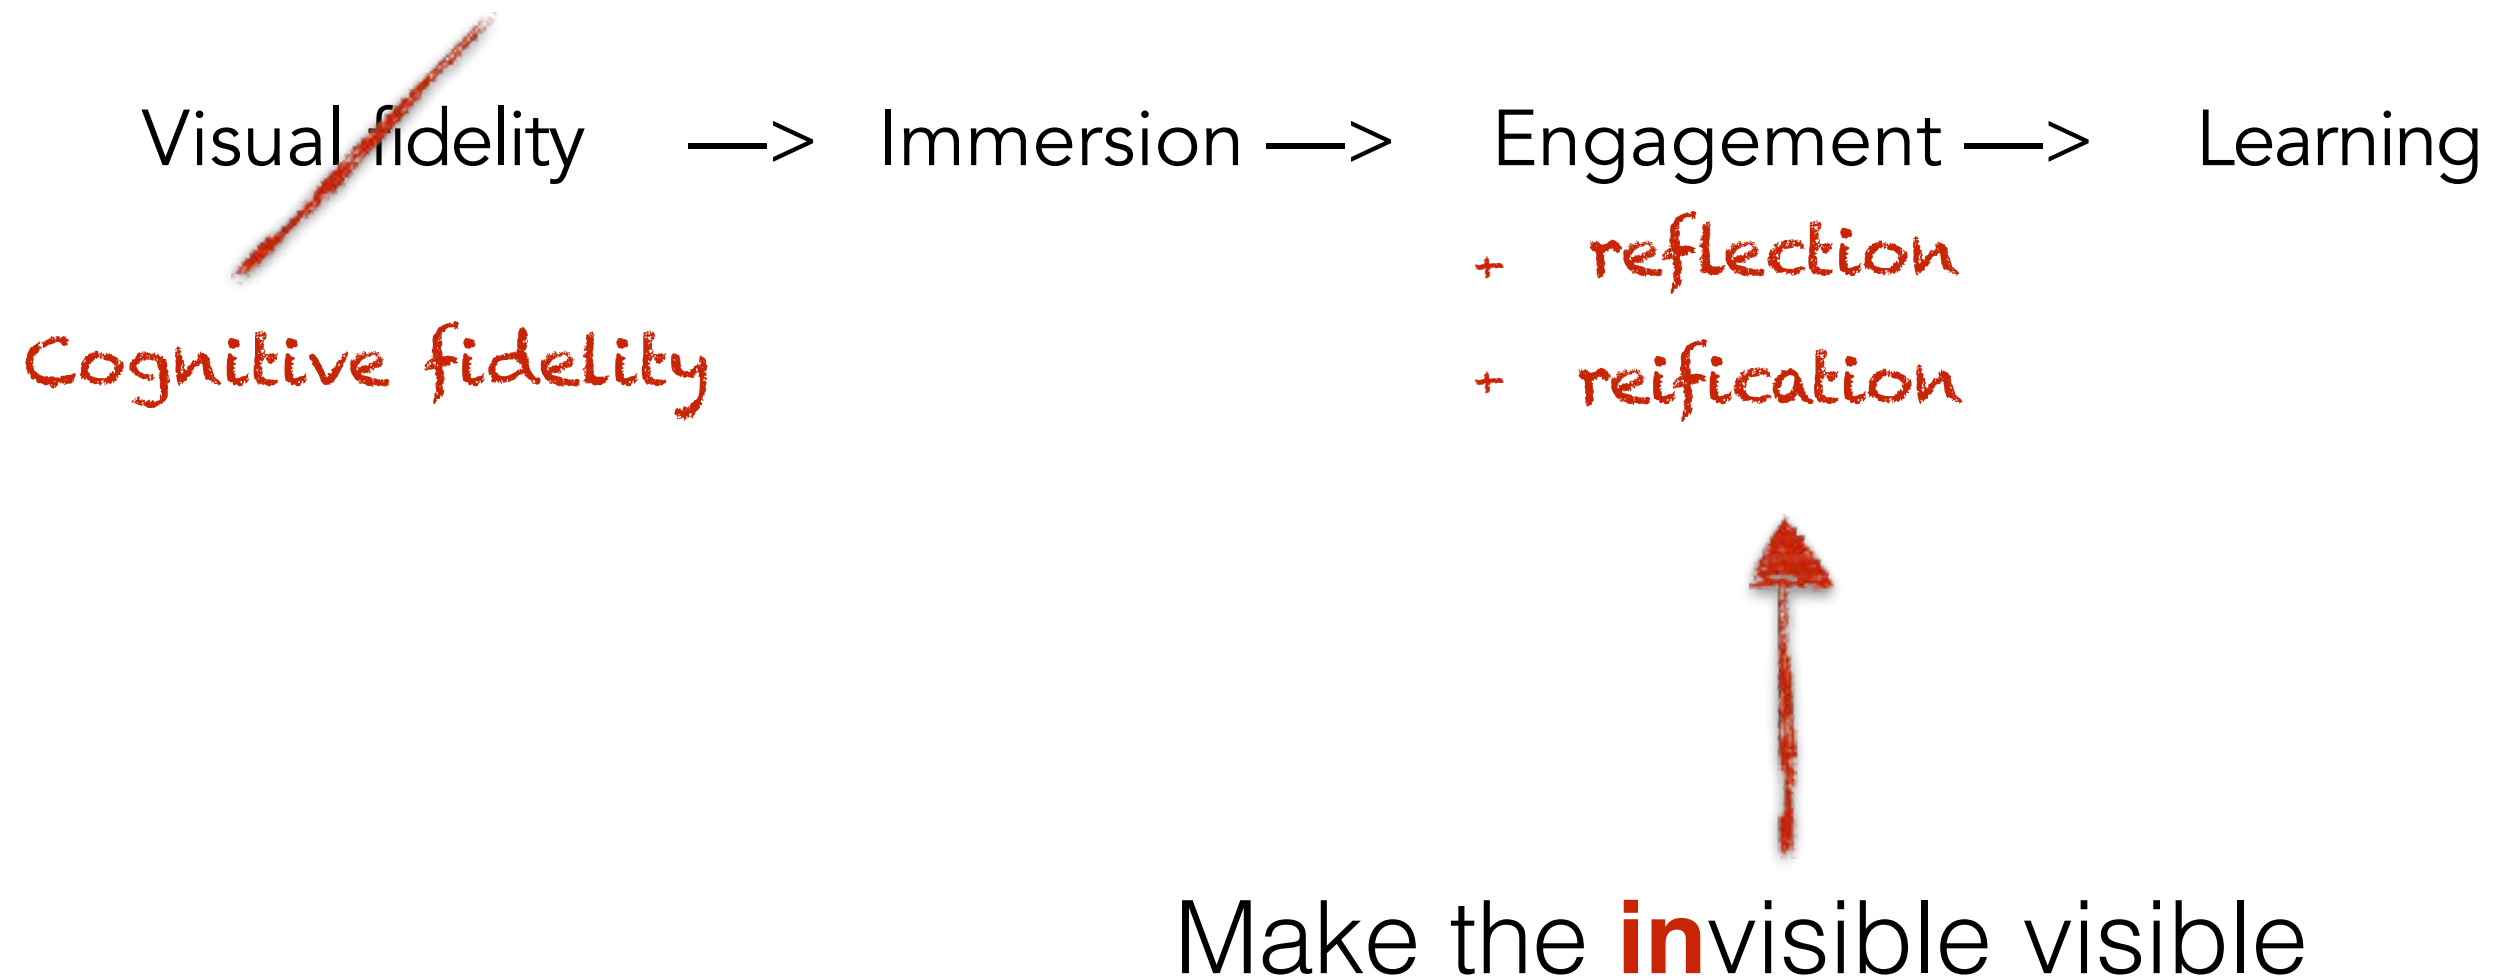 Visual fidelity —> Immersion —> Engagement —> Learning
+ reflection
Cognitive fidelity + reification
Make the invisible visible